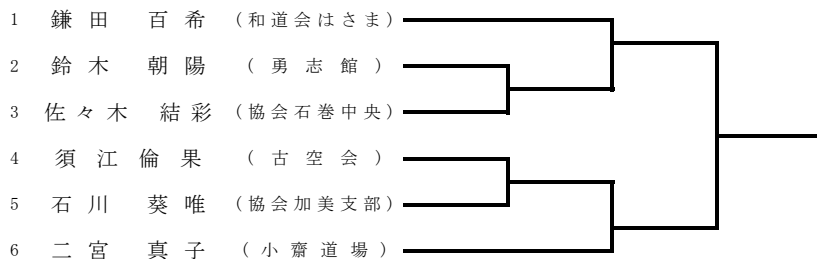 1 鎌田 百希 (和道会はさま)
2 鈴木 朝陽 (勇志館)
3 佐々木 結彩 (協会石巻中央)
4 須江倫果 (古空会)
5 石川 葵唯 (協会加美支部)
6 二宮 真子 (小齋道場)